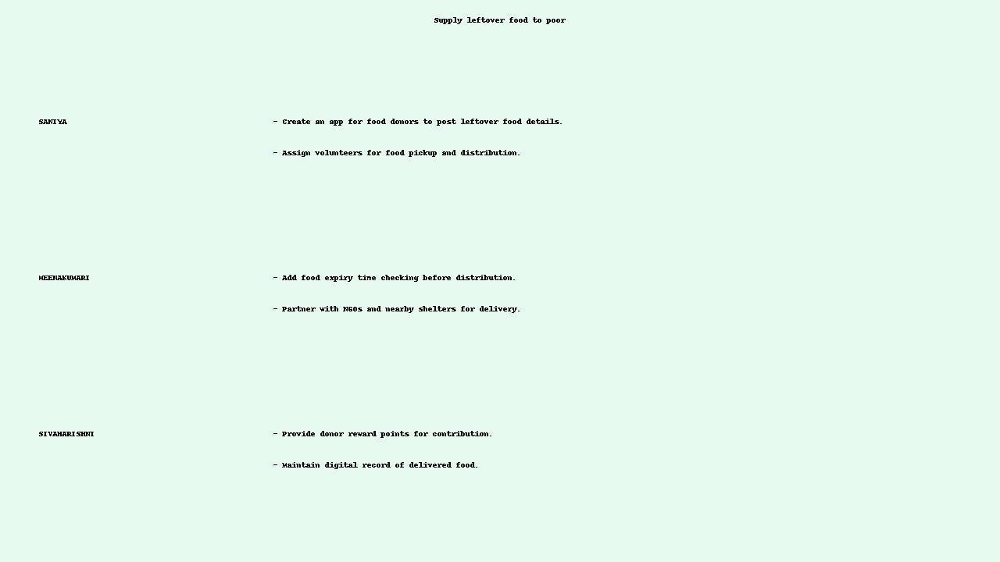 Supply leftover food to poor
SANIYA
- Create an app for food donors to post leftover food details.
- Assign volunteers for food pickup and distribution.
MEENAKUMARI
- Add food expiry time checking before distribution.
- Partner with NGOs and nearby shelters for delivery.
SIVAHARISHNI
- Provide donor reward points for contribution.
- Maintain digital record of delivered food.